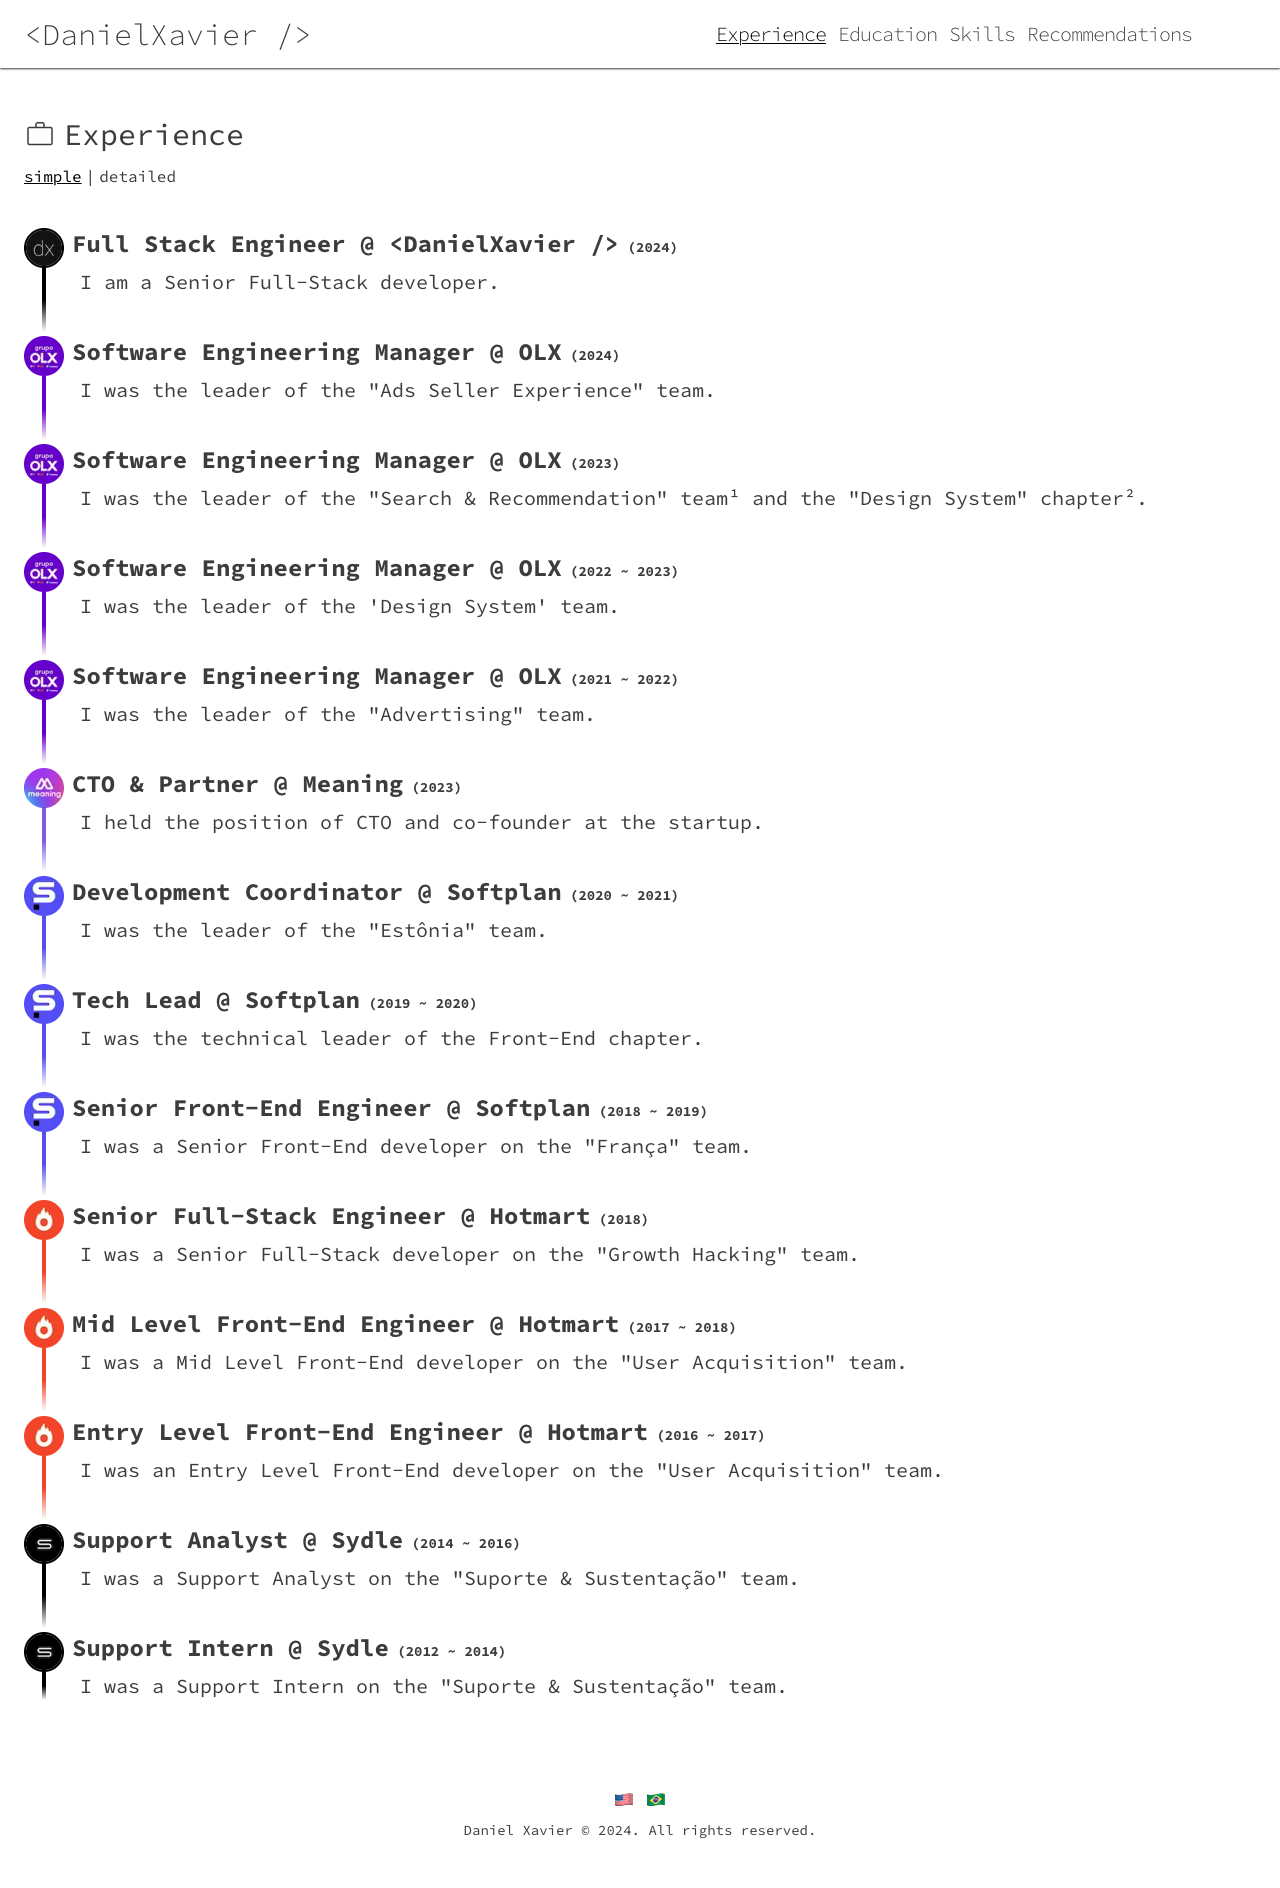 <DanielXavier />
Experience Education Skills Recommendations
Experience
simple | detailed
dx
Full Stack Engineer @ <DanielXavier /> (2024)
I am a Senior Full-Stack developer.
grupo
OLX
Software Engineering Manager @ OLX (2024)
I was the leader of the "Ads Seller Experience" team.
grupo
OLX
Software Engineering Manager @ OLX (2023)
I was the leader of the "Search & Recommendation" team¹ and the "Design System" chapter².
grupo
OLX
Software Engineering Manager @ OLX (2022 ~ 2023)
I was the leader of the 'Design System' team.
grupo
OLX
Software Engineering Manager @ OLX (2021 ~ 2022)
I was the leader of the "Advertising" team.
meaning
CTO & Partner @ Meaning (2023)
I held the position of CTO and co-founder at the startup.
Development Coordinator @ Softplan (2020 ~ 2021)
I was the leader of the "Estônia" team.
Tech Lead @ Softplan (2019 ~ 2020)
I was the technical leader of the Front-End chapter.
Senior Front-End Engineer @ Softplan (2018 ~ 2019)
I was a Senior Front-End developer on the "França" team.
Senior Full-Stack Engineer @ Hotmart (2018)
I was a Senior Full-Stack developer on the "Growth Hacking" team.
Mid Level Front-End Engineer @ Hotmart (2017 ~ 2018)
I was a Mid Level Front-End developer on the "User Acquisition" team.
Entry Level Front-End Engineer @ Hotmart (2016 ~ 2017)
I was an Entry Level Front-End developer on the "User Acquisition" team.
Support Analyst @ Sydle (2014 ~ 2016)
I was a Support Analyst on the "Suporte & Sustentação" team.
Support Intern @ Sydle (2012 ~ 2014)
I was a Support Intern on the "Suporte & Sustentação" team.
Daniel Xavier © 2024. All rights reserved.